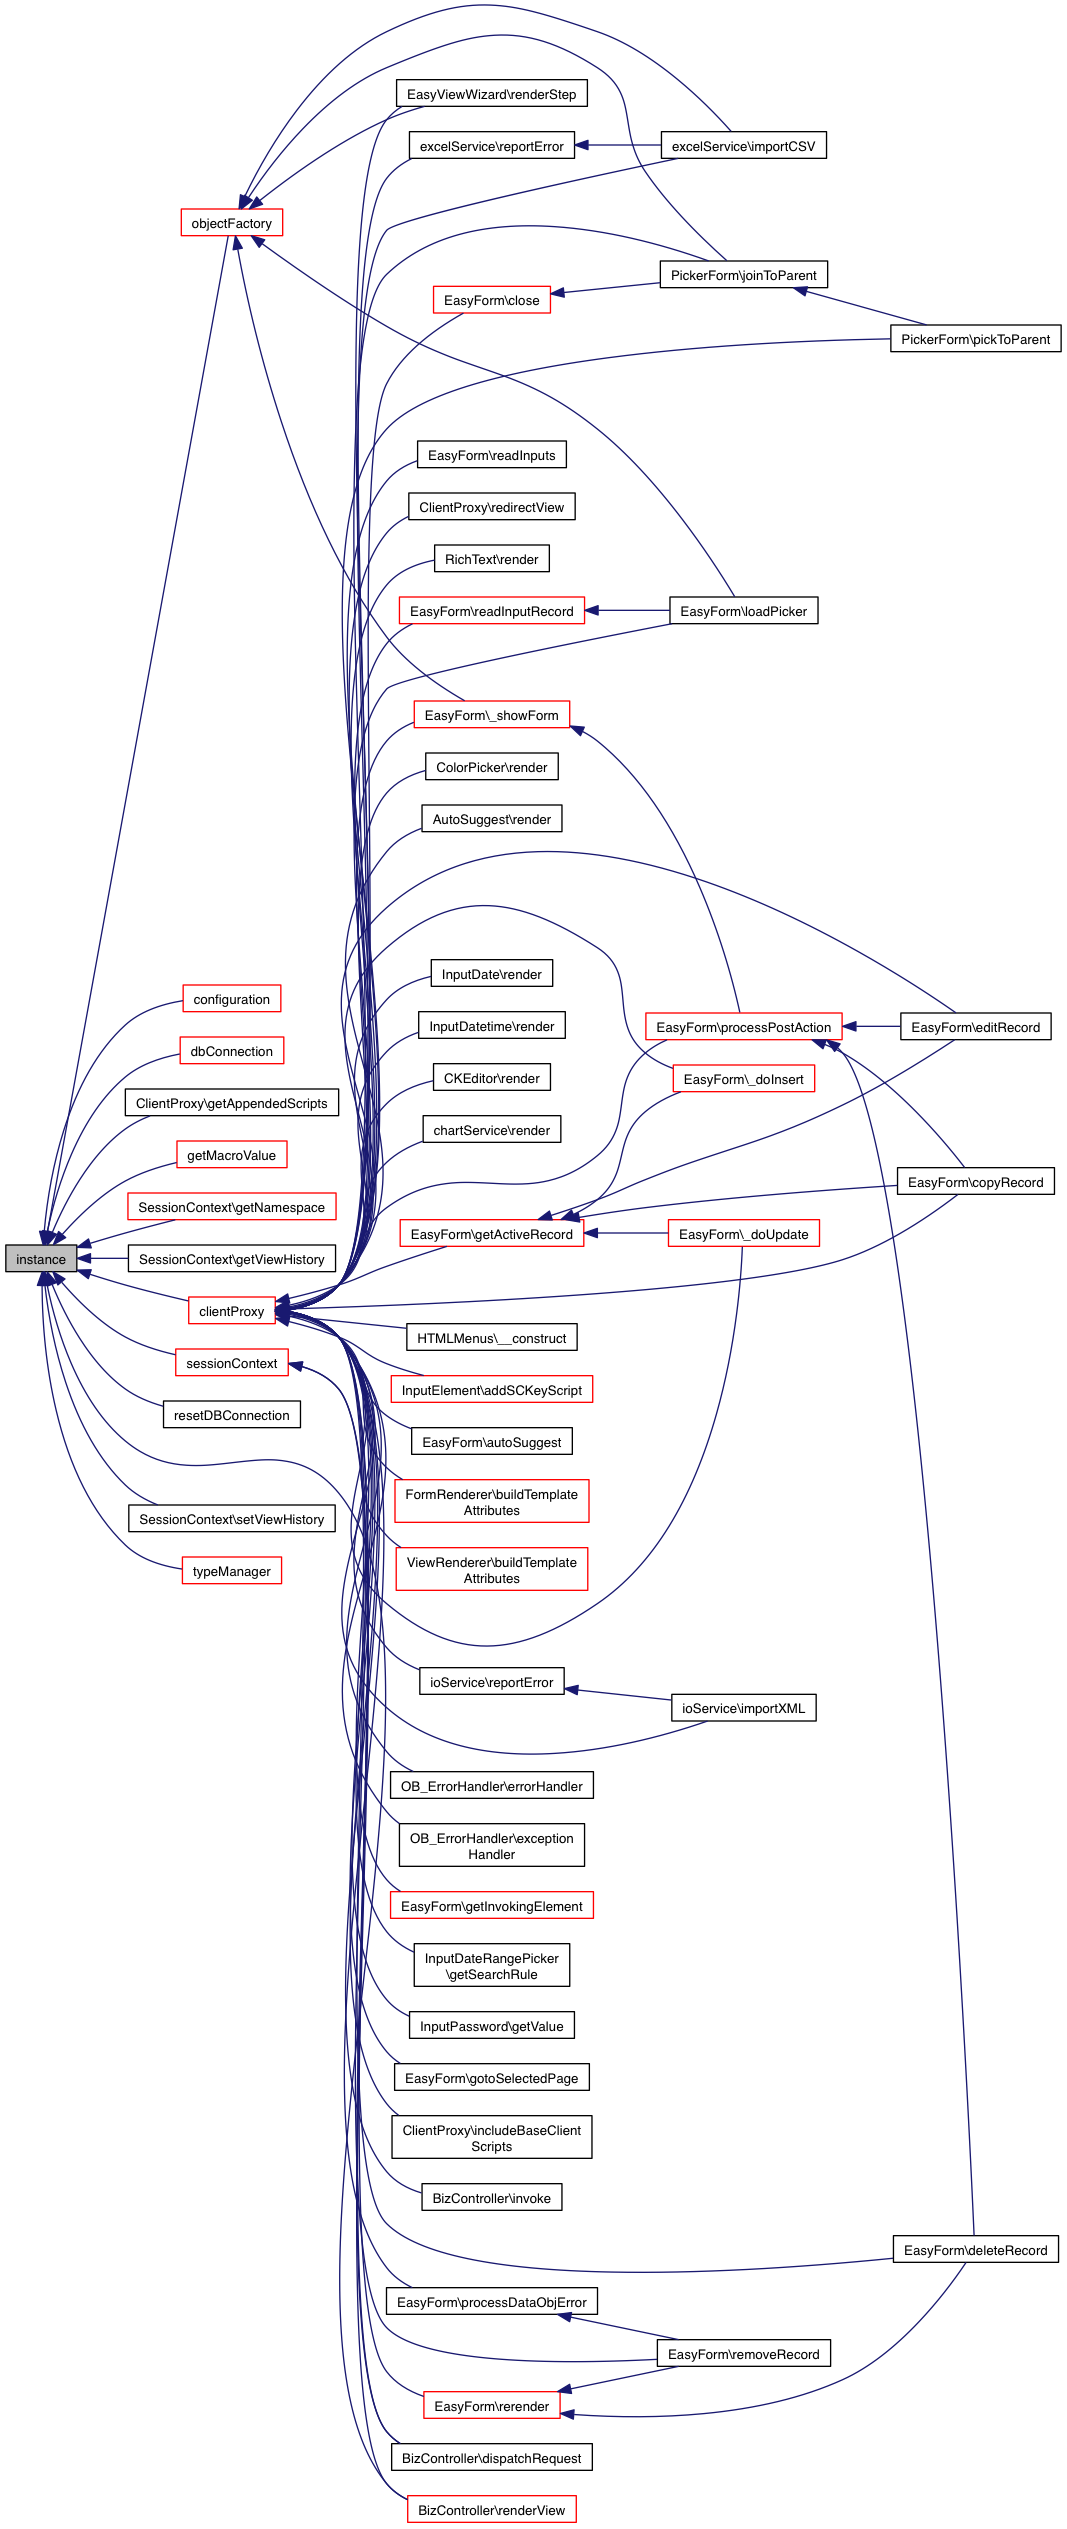 EasyViewWizard\renderStep
excelService\reportError
excelService\importCSV
objectFactory
PickerForm\joinToParent
EasyForm\close
PickerForm\pickToParent
EasyForm\readInputs
ClientProxy\redirectView
RichText\render
EasyForm\readInputRecord
EasyForm\loadPicker
EasyForm\_showForm
ColorPicker\render
AutoSuggest\render
InputDate\render
configuration
InputDatetime\render
EasyForm\processPostAction
EasyForm\editRecord
dbConnection
CKEditor\render
EasyForm\_doInsert
ClientProxy\getAppendedScripts
chartService\render
getMacroValue
EasyForm\copyRecord
SessionContext\getNamespace
EasyForm\getActiveRecord
EasyForm\_doUpdate
instance
SessionContext\getViewHistory
clientProxy
HTMLMenus\__construct
sessionContext
InputElement\addSCKeyScript
resetDBConnection
EasyForm\autoSuggest
FormRenderer\buildTemplate
Attributes
SessionContext\setViewHistory
ViewRenderer\buildTemplate
Attributes
typeManager
ioService\reportError
ioService\importXML
OB_ErrorHandler\errorHandler
OB_ErrorHandler\exception
Handler
EasyForm\getInvokingElement
InputDateRangePicker
\getSearchRule
InputPassword\getValue
EasyForm\gotoSelectedPage
ClientProxy\includeBaseClient
Scripts
BizController\invoke
EasyForm\deleteRecord
EasyForm\processDataObjError
EasyForm\removeRecord
EasyForm\rerender
BizController\dispatchRequest
BizController\renderView